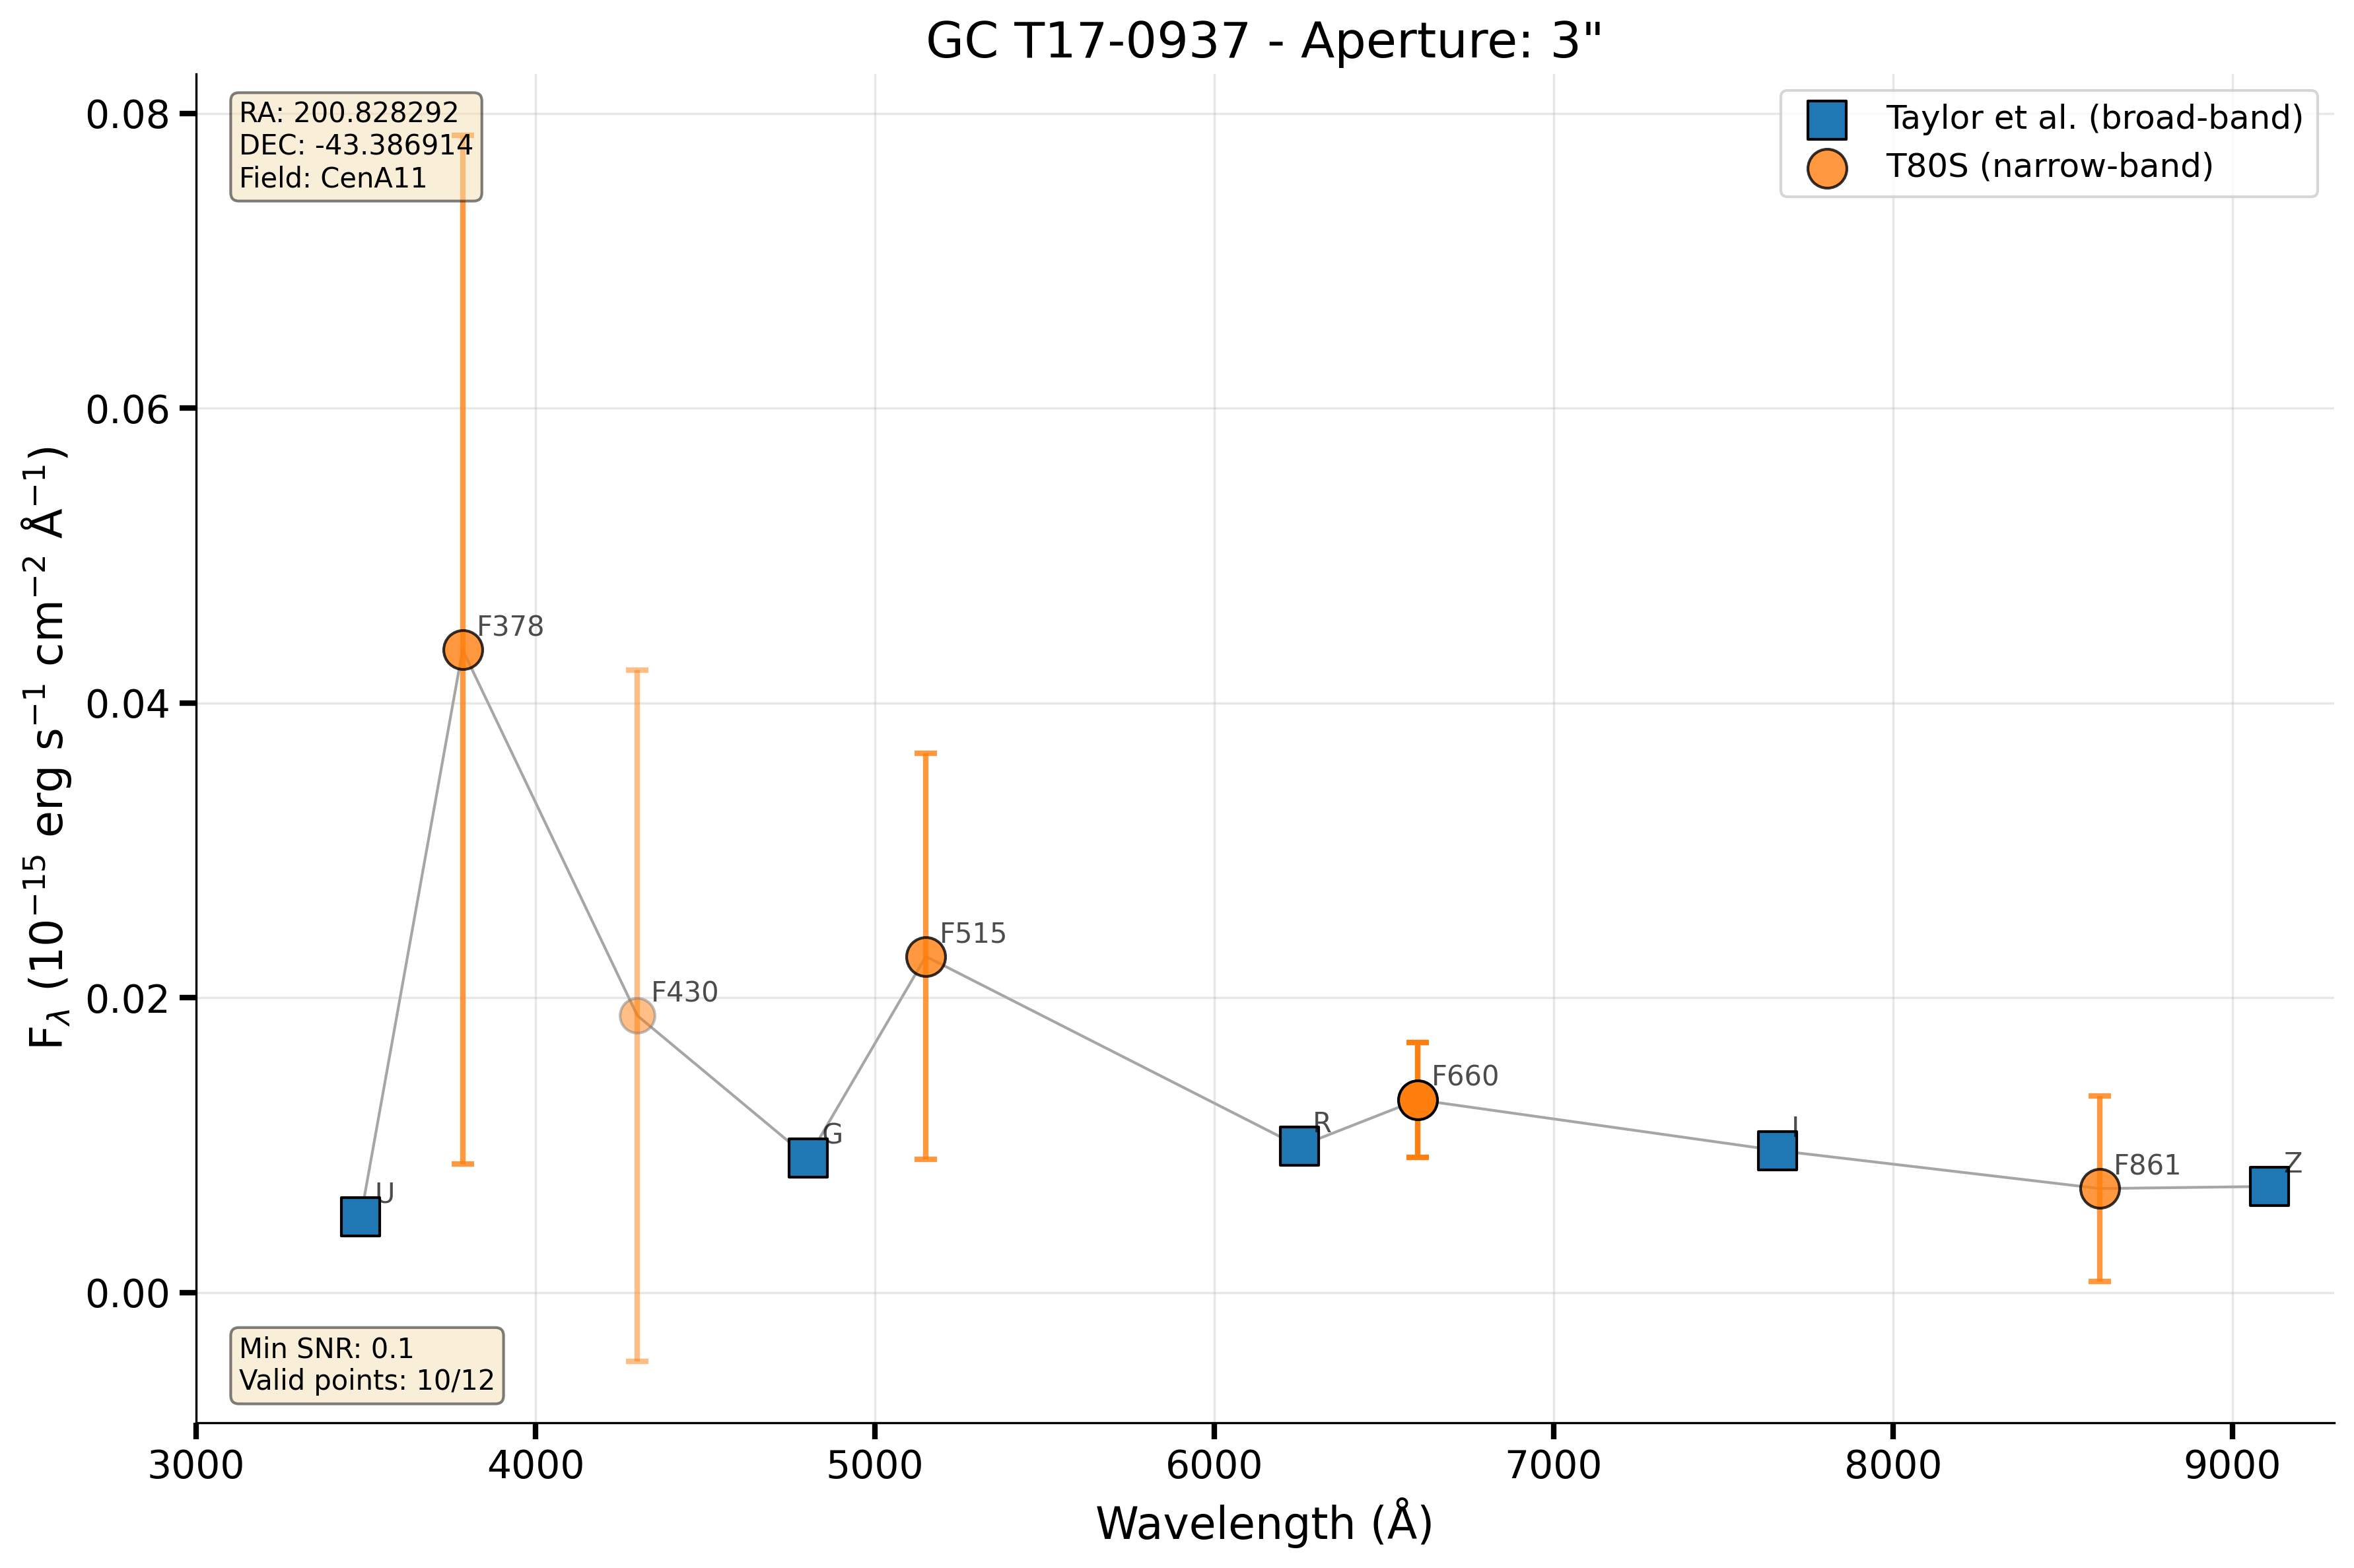 GC T17-0937 - Aperture: 3"
RA: 200.828292
DEC: -43.386914
Field: CenA11
Taylor et al. (broad-band)
T80S (narrow-band)
0.08
0.06
0.04
0.02
0.00
F_λ (10⁻¹⁵ erg s⁻¹ cm⁻² Å⁻¹)
F378
F430
F515
F660
F861
U
G
R
I
Z
Min SNR: 0.1
Valid points: 10/12
3000 4000 5000 6000 7000 8000 9000
Wavelength (Å)